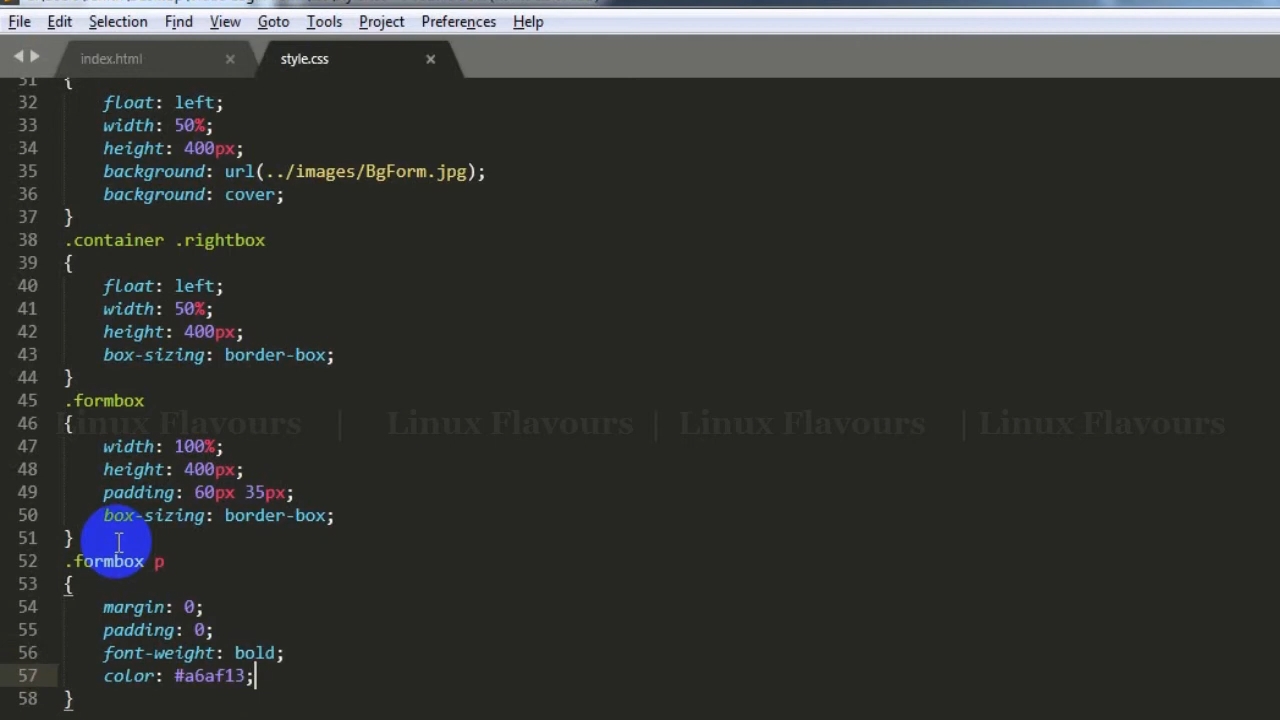 File Edit Selection Find View Goto Tools Project Preferences Help
index.html × style.css ×
31 {
32 float: left;
33 width: 50%;
34 height: 400px;
35 background: url(../images/BgForm.jpg);
36 background: cover;
37 }
38 .container .rightbox
39 {
40 float: left;
41 width: 50%;
42 height: 400px;
43 box-sizing: border-box;
44 }
45 .formbox
46 {
Linux Flavours | Linux Flavours | Linux Flavours | Linux Flavours
47 width: 100%;
48 height: 400px;
49 padding: 60px 35px;
50 box-sizing: border-box;
51 }
52 .formbox p
53 {
54 margin: 0;
55 padding: 0;
56 font-weight: bold;
57 color: #a6af13;
58 }